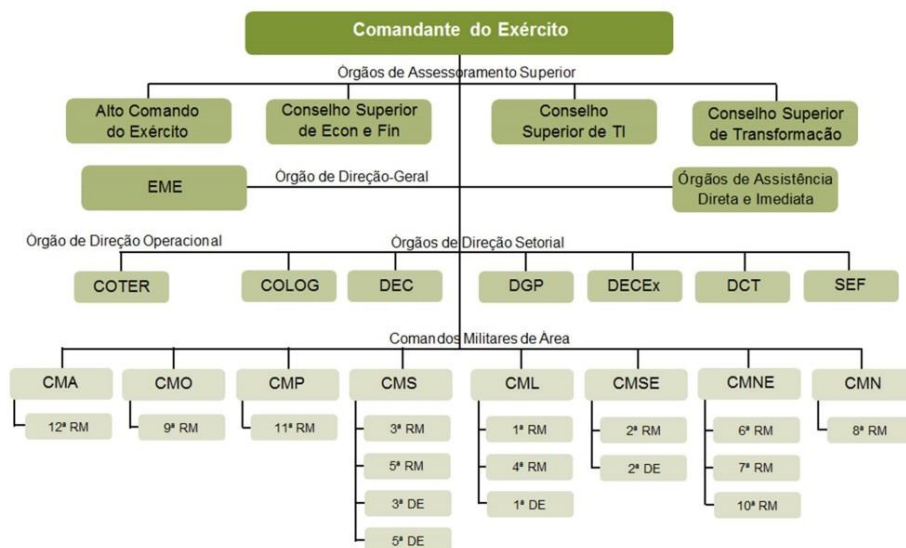 Comandante do Exército
Órgãos de Assessoramento Superior
Alto Comando
do Exército
Conselho Superior
de Econ e Fin
Conselho
Superior de TI
Conselho Superior
de Transformação
EME
Órgão de Direção-Geral
Órgãos de Assistência
Direta e Imediata
Órgão de Direção Operacional
Órgãos de Direção Setorial
COTER
COLOG
DEC
DGP
DECEx
DCT
SEF
Comandos Militares de Área
CMA
CMO
CMP
CMS
CML
CMSE
CMNE
CMN
12ª RM
9ª RM
11ª RM
3ª RM
1ª RM
2ª RM
6ª RM
8ª RM
5ª RM
4ª RM
2ª DE
7ª RM
3ª DE
1ª DE
10ª RM
5ª DE